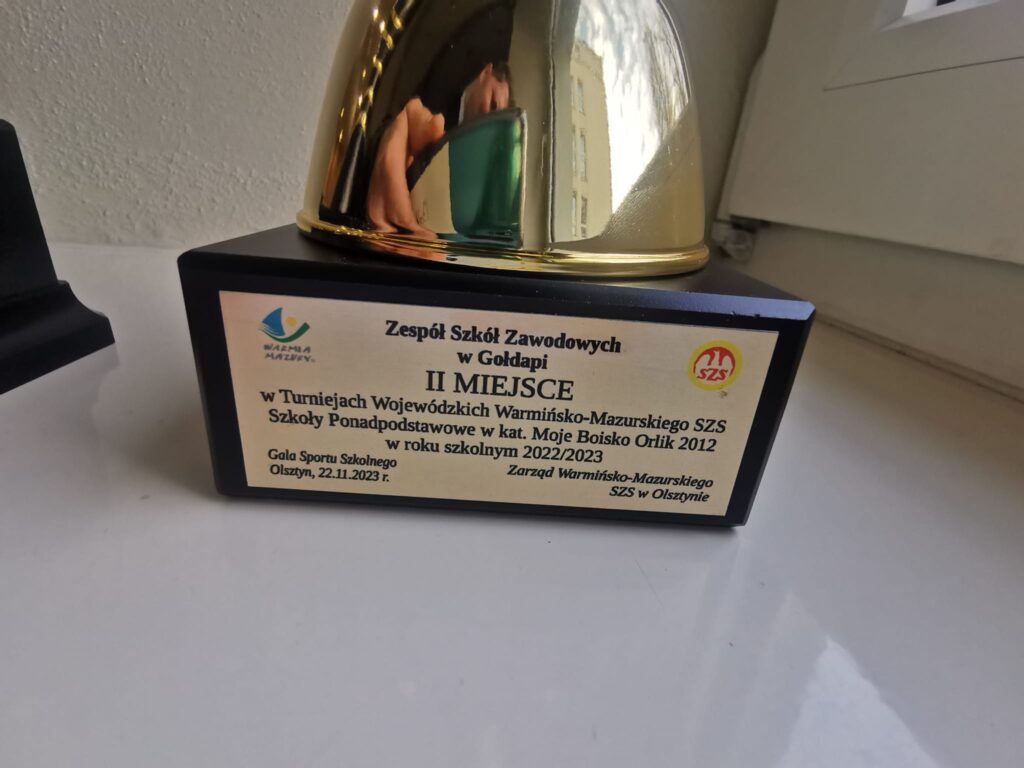 WARMIA
MAZURY
Zespół Szkół Zawodowych
w Gołdapi
II MIEJSCE
SZS
w Turniejach Wojewódzkich Warmińsko-Mazurskiego SZS
Szkoły Ponadpodstawowe w kat. Moje Boisko Orlik 2012
w roku szkolnym 2022/2023
Gala Sportu Szkolnego
Olsztyn, 22.11.2023 r.
Zarząd Warmińsko-Mazurskiego
SZS w Olsztynie